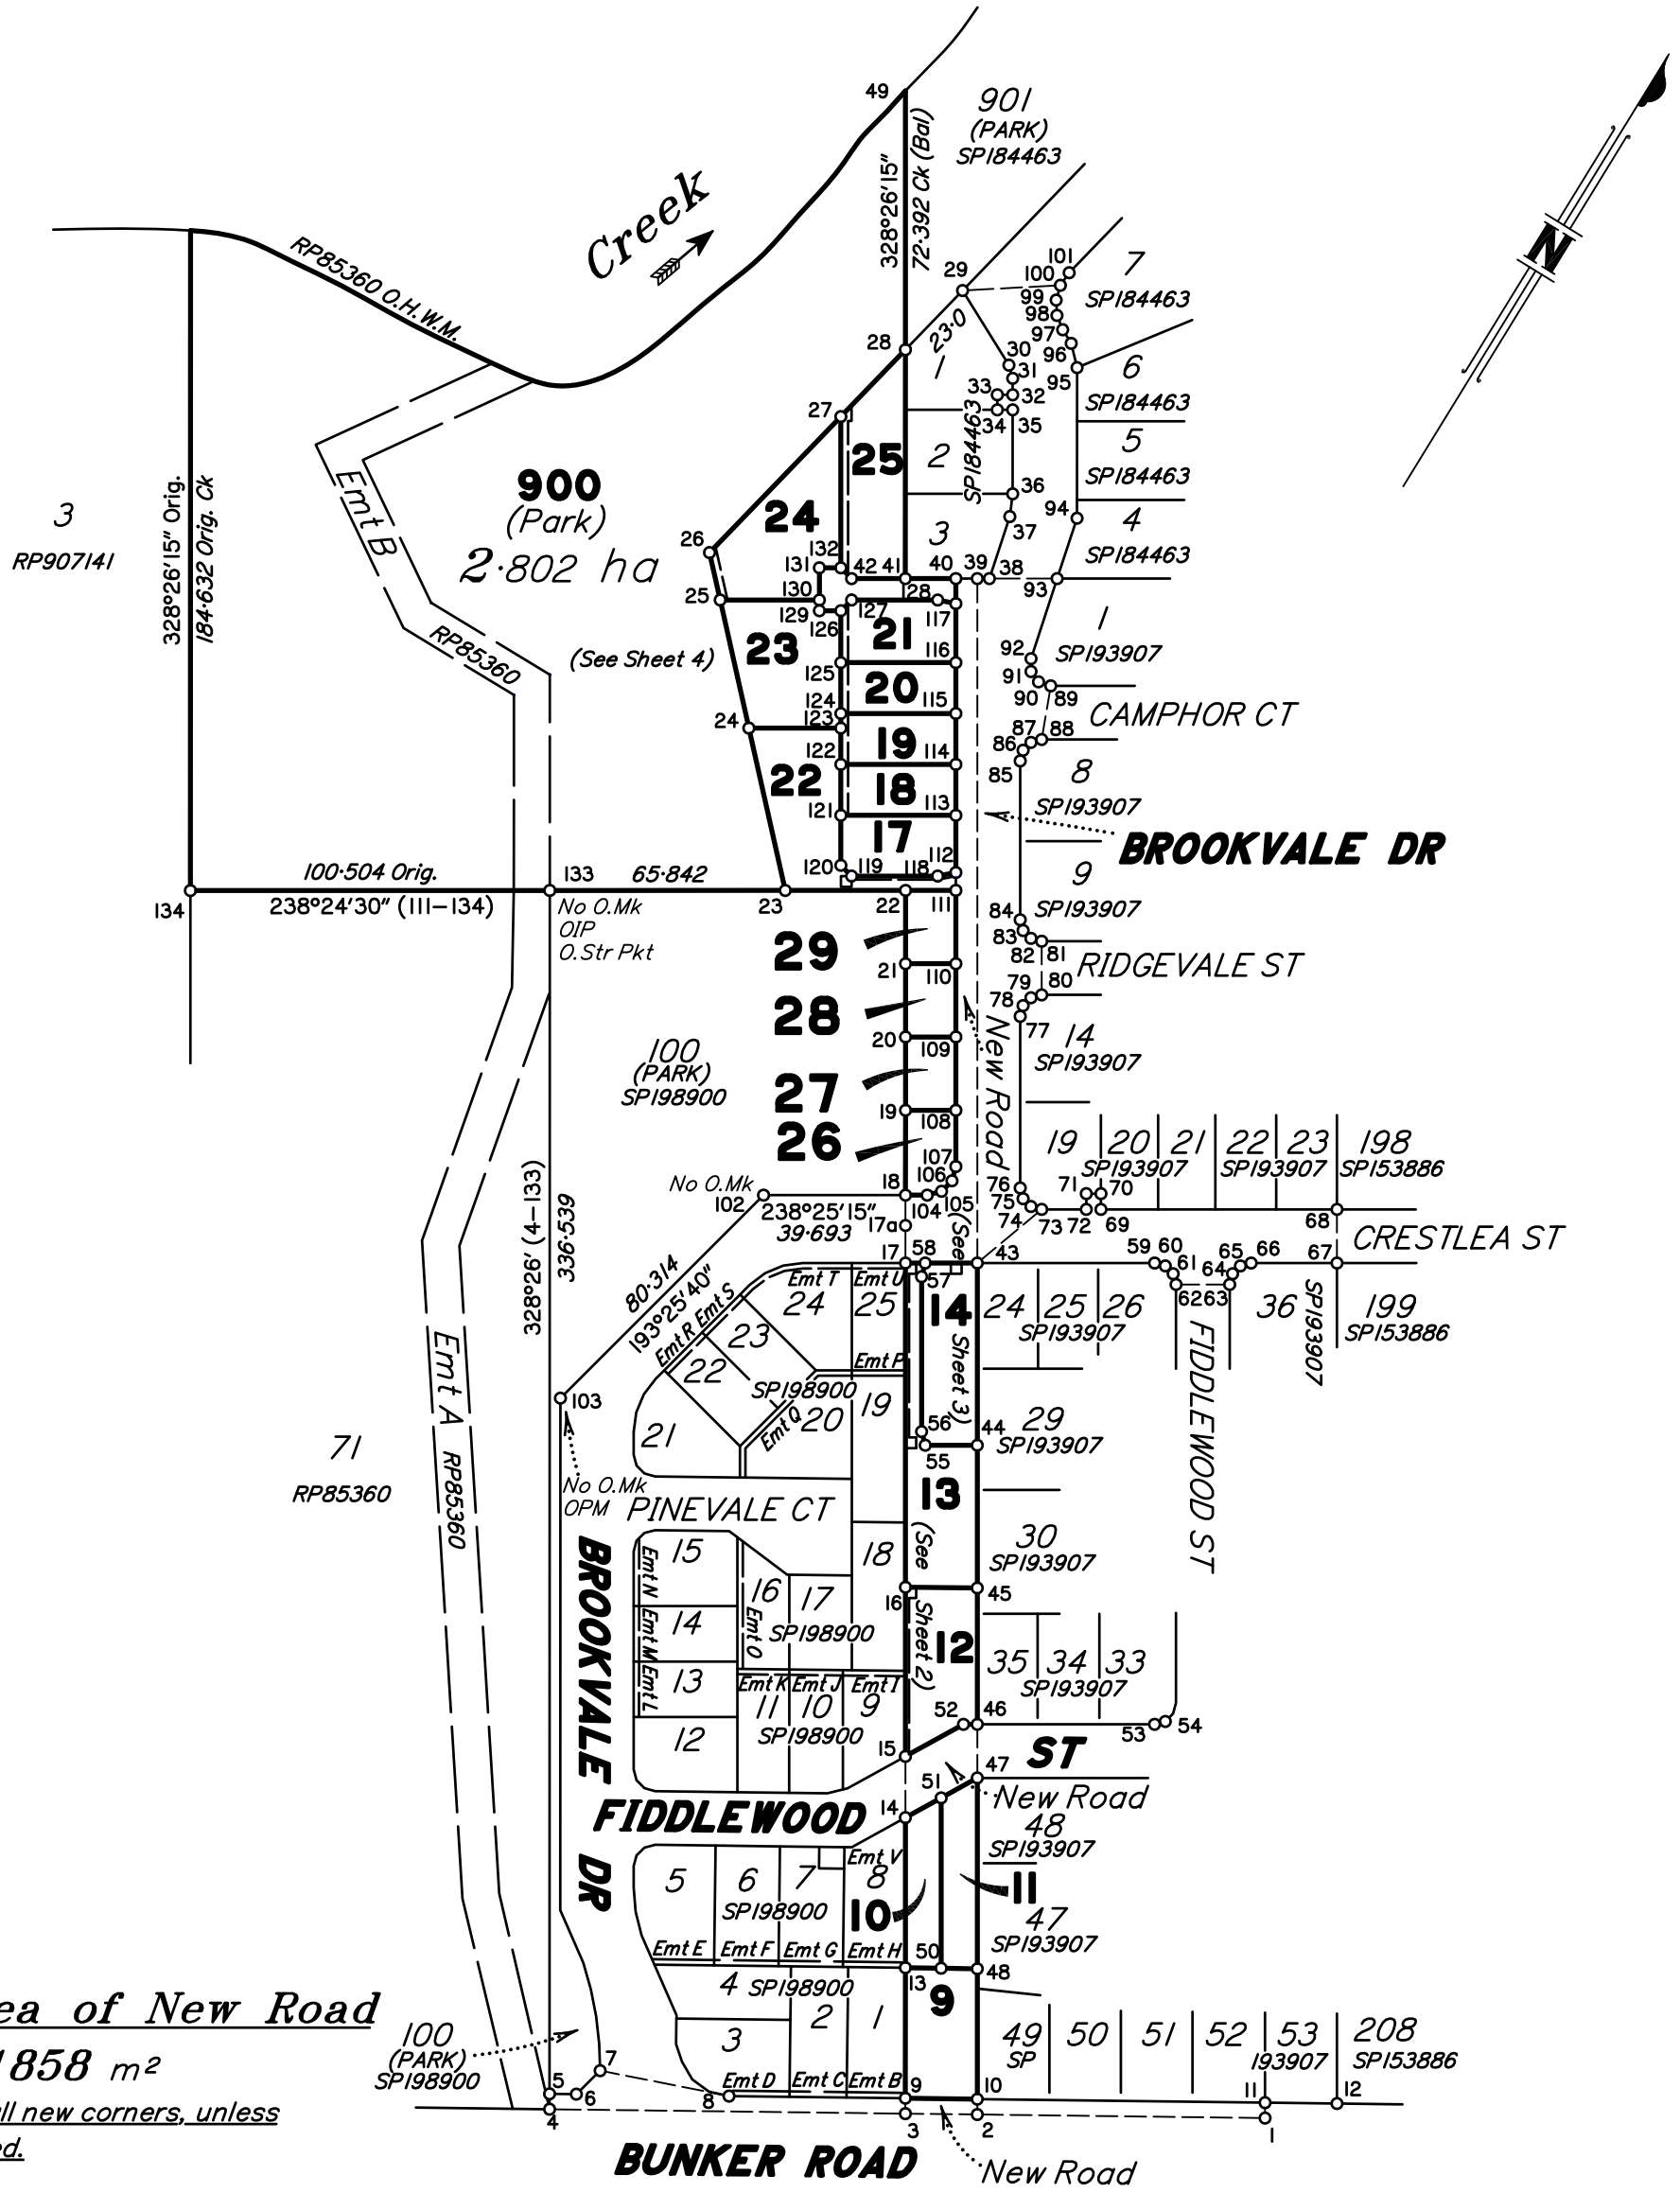 49
901
(PARK)
SP184463
328°26'15"
72·392 Ck (Bal)
Creek
N
RP85360 O.H.W.M.
29
101
100
99
98
97
96
95
7
SP184463
28
23·0
1
30
31
32
33
34
35
6
SP184463
27
25
2
SP184463
5
SP184463
3
RP907141
328°26'15" Orig.
184·632 Orig. Ck
Emt B
900
(Park)
2·802 ha
24
36
37
3
94
4
SP184463
26
132
131
42
41
40
39
38
93
25
130
129
126
127
128
117
RP85360
(See Sheet 4)
23
21
116
92
1
SP193907
125
20
91
90
89
124
115
CAMPHOR CT
24
123
19
87
88
86
85
122
114
22
18
8
SP193907
121
113
17
BROOKVALE DR
120
119
118
112
9
SP193907
100·504 Orig.
133
65·842
134
238°24'30" (111-134)
No O.Mk
OIP
O.Str Pkt
23
22
111
84
83
82
81
29
21
110
RIDGEVALE ST
79
80
78
77
28
20
109
New Road
14
SP193907
100
(PARK)
SP198900
27
19
108
26
107
106
105
19
20
21
22
23
198
SP193907
SP193907
SP153886
328°26' (4-133)
336·539
No O.Mk
102
238°25'15"
39·693
18
104
17a
76
75
74
73
72
71
70
69
68
CRESTLEA ST
(See
Sheet 3)
17
58
57
43
59
60
61
62
63
64
65
66
67
80·314
193°25'40"
Emt R
Emt S
Emt T
Emt U
24
25
23
22
14
24
25
26
SP193907
36
SP193907
199
SP153886
FIDDLEWOOD ST
Emt P
SP198900
Emt A
RP85360
103
21
20
19
Emt Q
56
55
44
29
SP193907
71
RP85360
No O.Mk
OPM
PINEVALE CT
13
(See
Sheet 2)
30
SP193907
BROOKVALE
DR
15
Emt N
16
Emt O
17
18
SP198900
14
Emt M
13
Emt L
12
16
45
12
35
34
33
SP193907
Emt K
Emt J
Emt I
11
10
9
SP198900
52
46
53
54
15
ST
47
51
New Road
FIDDLEWOOD
14
48
SP193907
5
6
7
8
Emt V
SP198900
10
11
47
SP193907
Emt E
Emt F
Emt G
Emt H
50
13
48
4
SP198900
9
3
2
1
49
50
51
52
53
208
SP
193907
SP153886
ea of New Road
1858 m²
ll new corners, unless
ed.
100
(PARK)
SP198900
7
5
6
4
Emt D
Emt C
Emt B
8
9
10
11
12
3
2
1
BUNKER ROAD
New Road